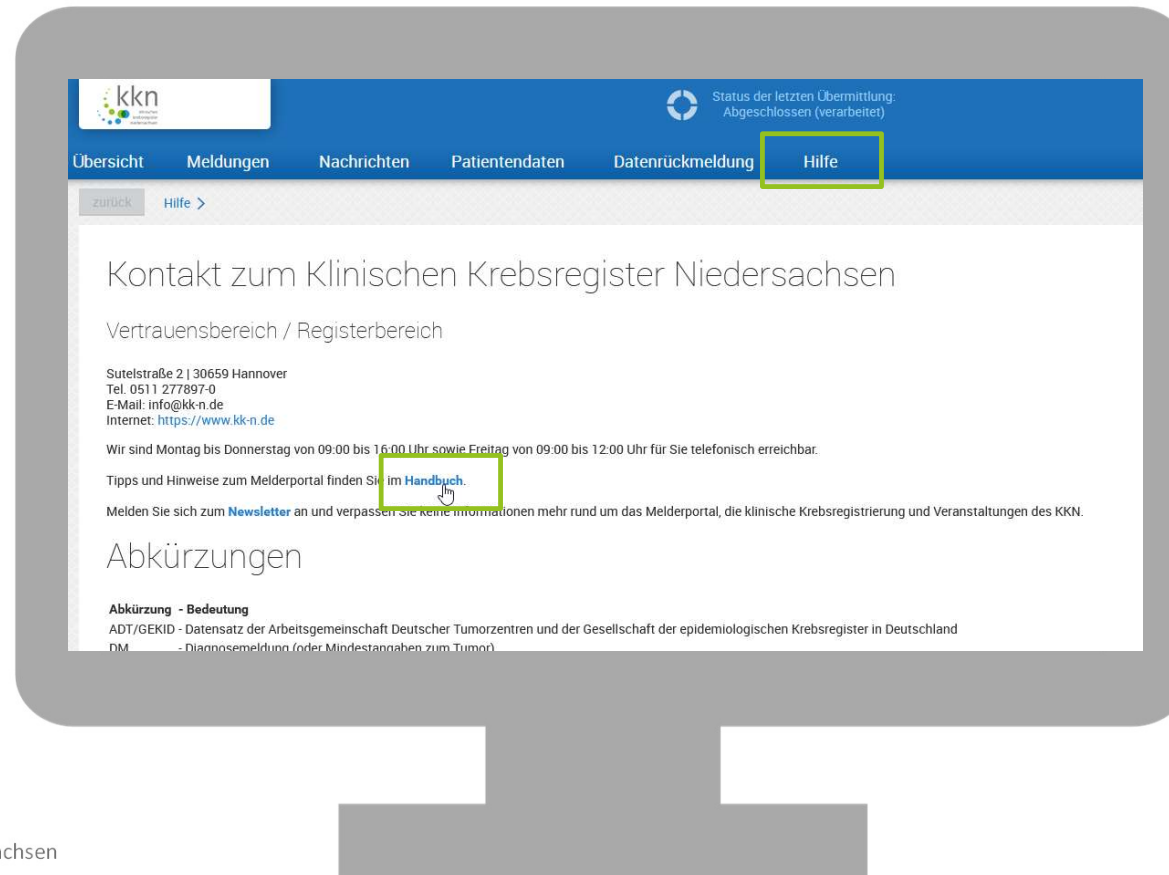 kkn
Status der letzten Übermittlung:
Abgeschlossen (verarbeitet)
Übersicht Meldungen Nachrichten Patientendaten Datenrückmeldung Hilfe
zurück Hilfe >
Kontakt zum Klinischen Krebsregister Niedersachsen
Vertrauensbereich / Registerbereich
Sutelstraße 2 | 30659 Hannover
Tel. 0511 277897-0
E-Mail: info@kk-n.de
Internet: https://www.kk-n.de
Wir sind Montag bis Donnerstag von 09:00 bis 16:00 Uhr sowie Freitag von 09:00 bis 12:00 Uhr für Sie telefonisch erreichbar.
Tipps und Hinweise zum Melderportal finden Sie im Handbuch.
Melden Sie sich zum Newsletter an und verpassen Sie keine Informationen mehr rund um das Melderportal, die klinische Krebsregistrierung und Veranstaltungen des KKN.
Abkürzungen
Abkürzung - Bedeutung
ADT/GEKID - Datensatz der Arbeitsgemeinschaft Deutscher Tumorzentren und der Gesellschaft der epidemiologischen Krebsregister in Deutschland
DM - Diagnosemeldung (oder Mindestangaben zum Tumor)
achsen